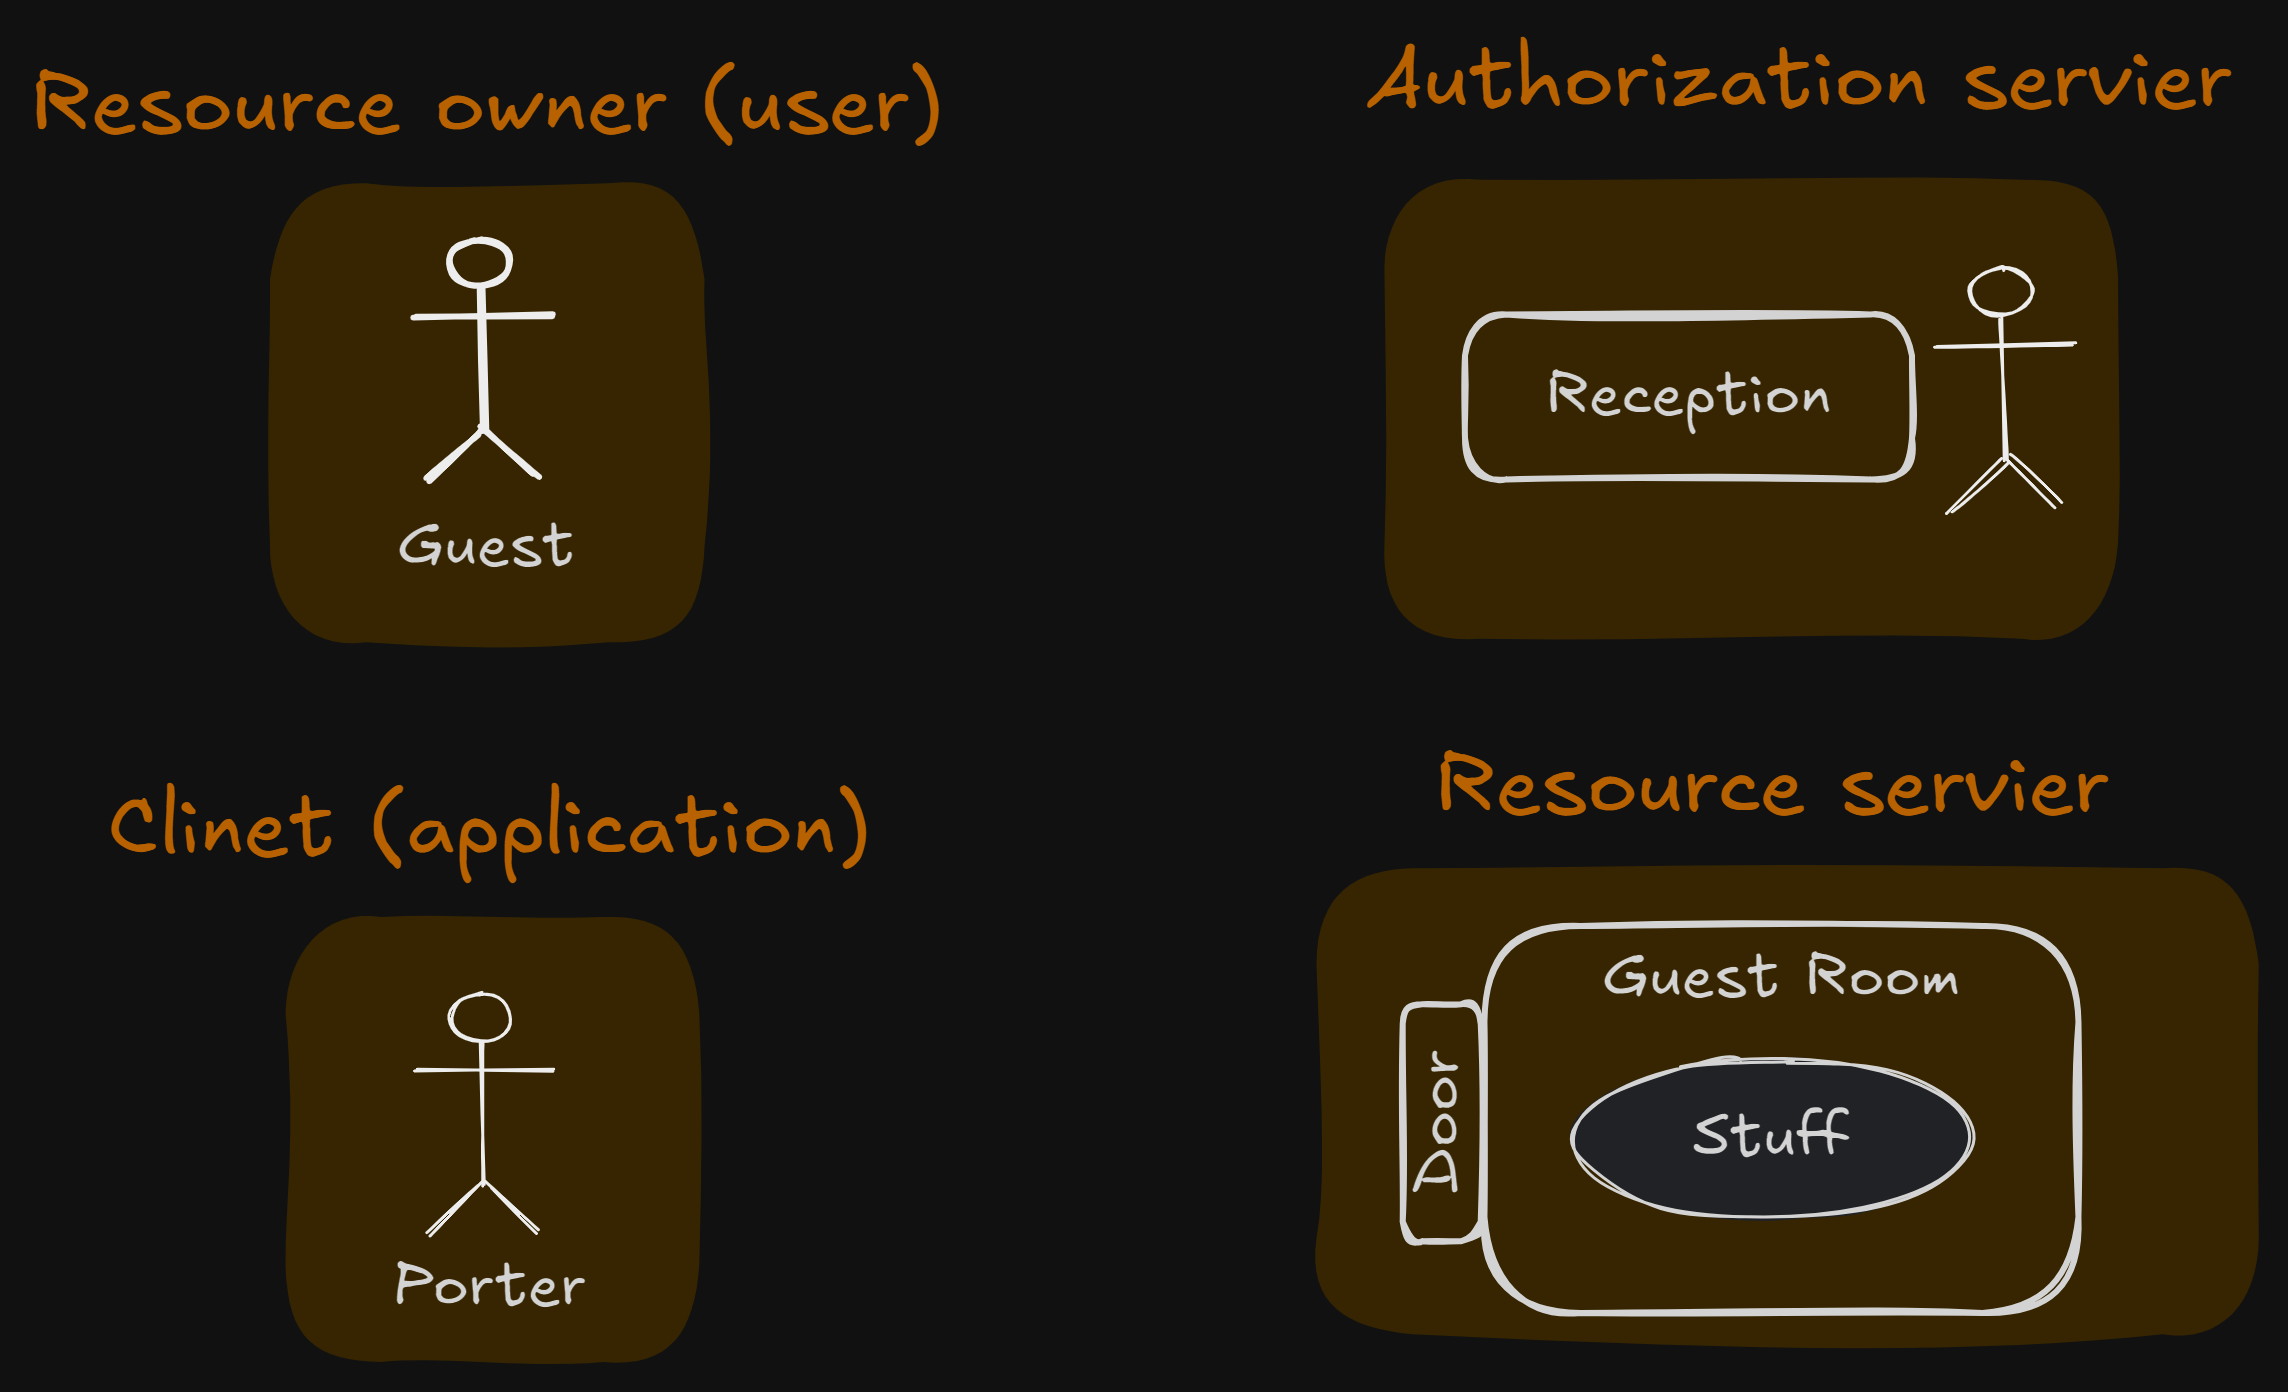 Resource owner (user)
Guest
Authorization servier
Reception
Clinet (application)
Porter
Resource servier
Guest Room
Door
Stuff